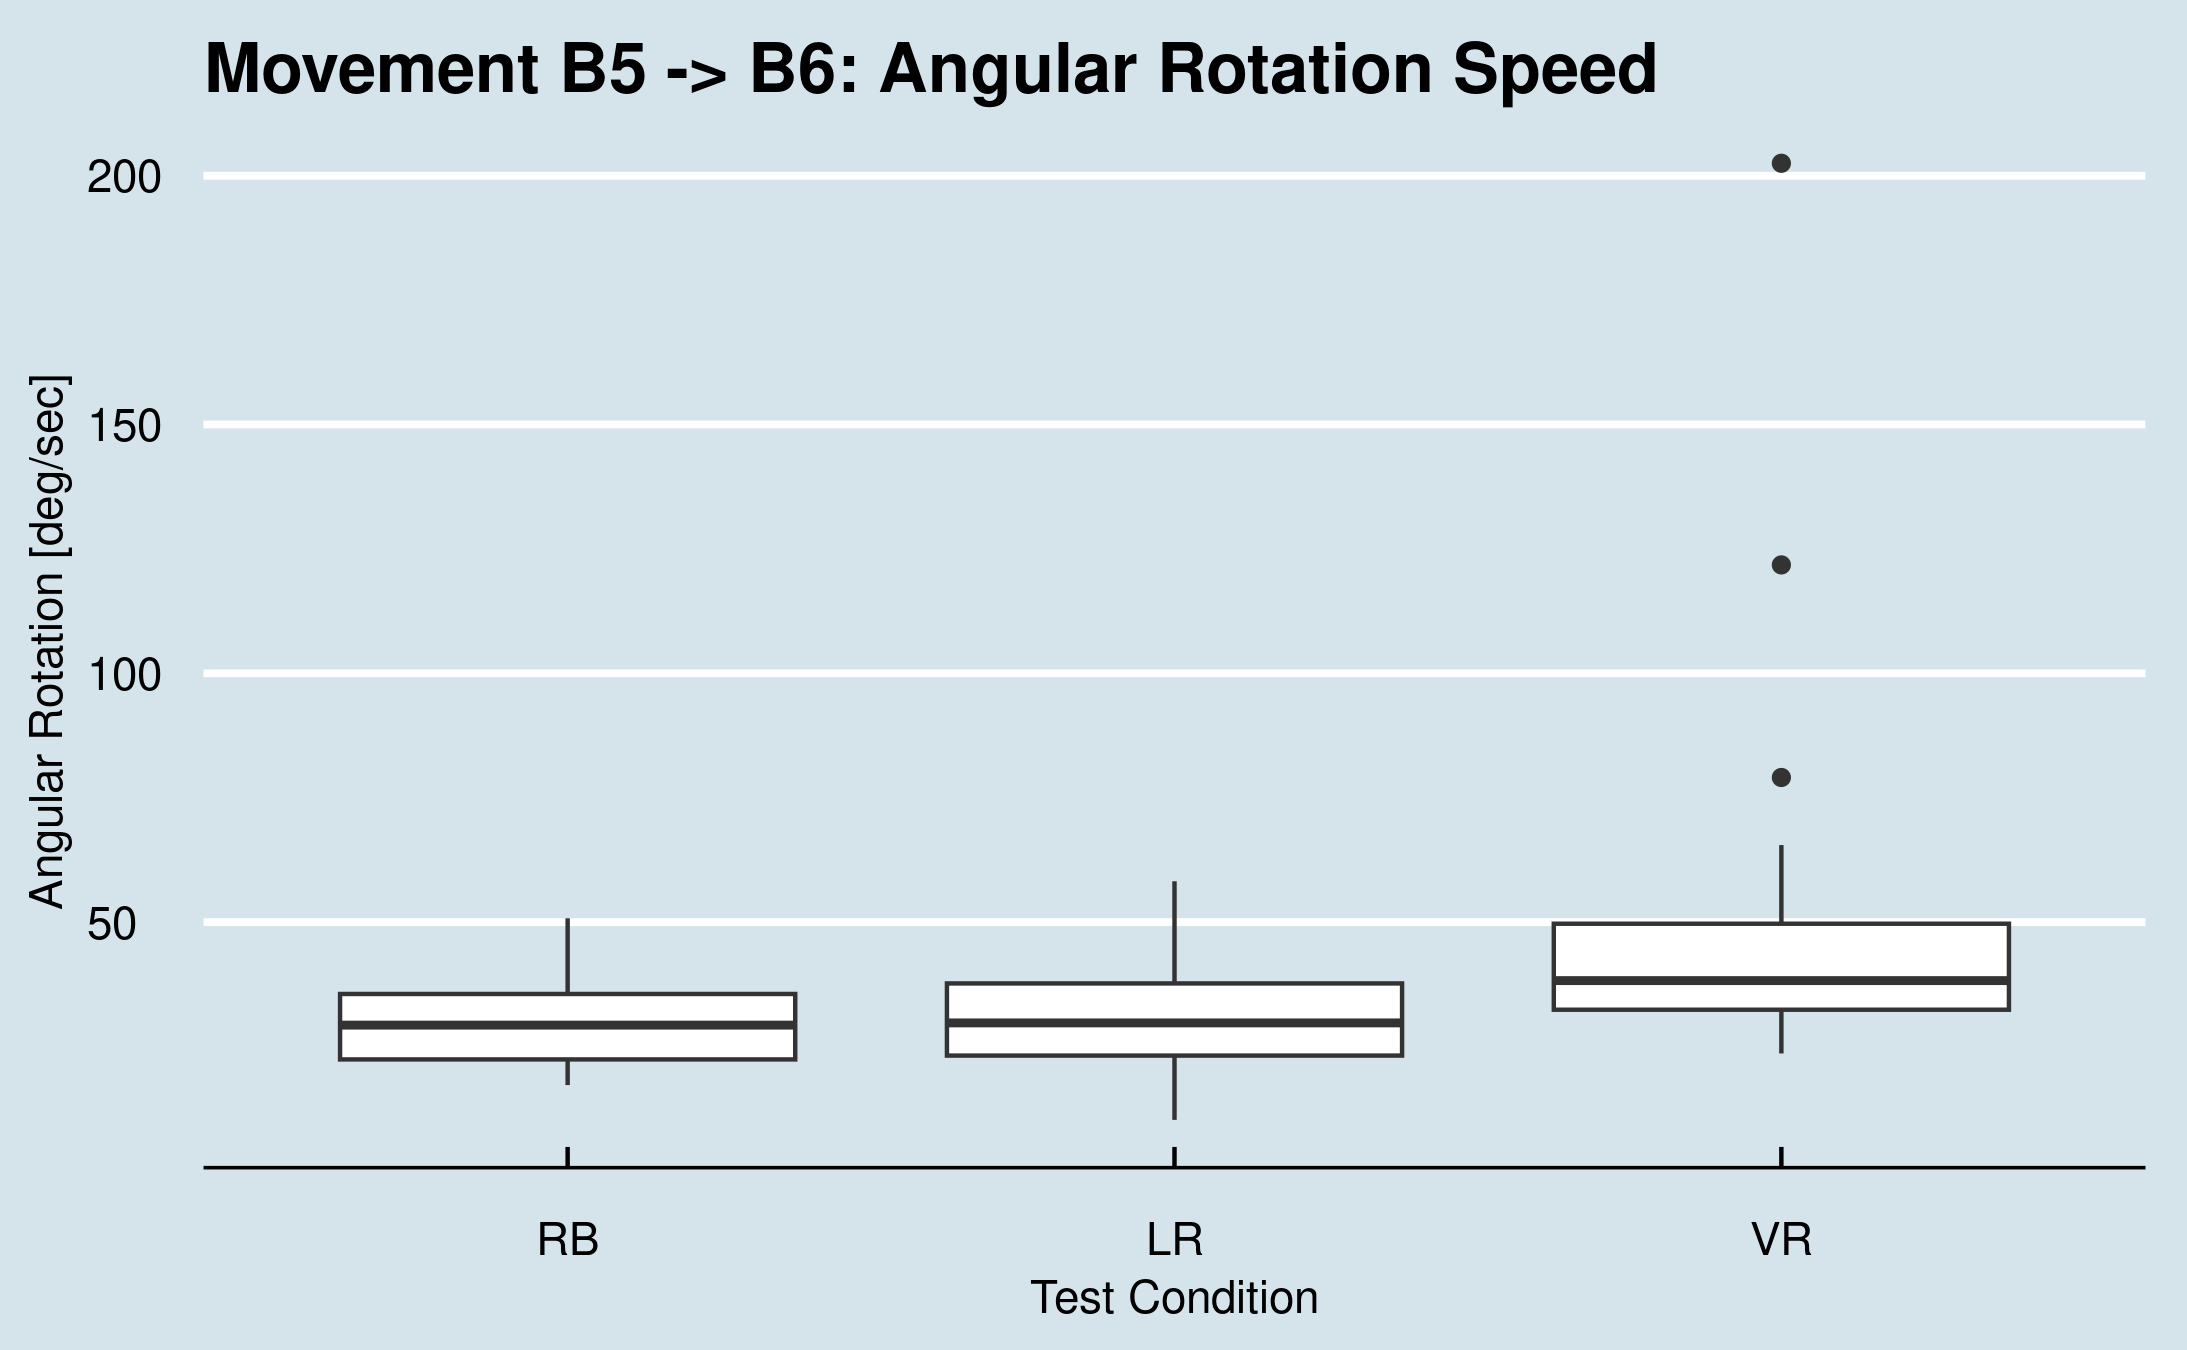 Movement B5 -> B6: Angular Rotation Speed
Angular Rotation [deg/sec]
200
150
100
50
RB LR VR
Test Condition